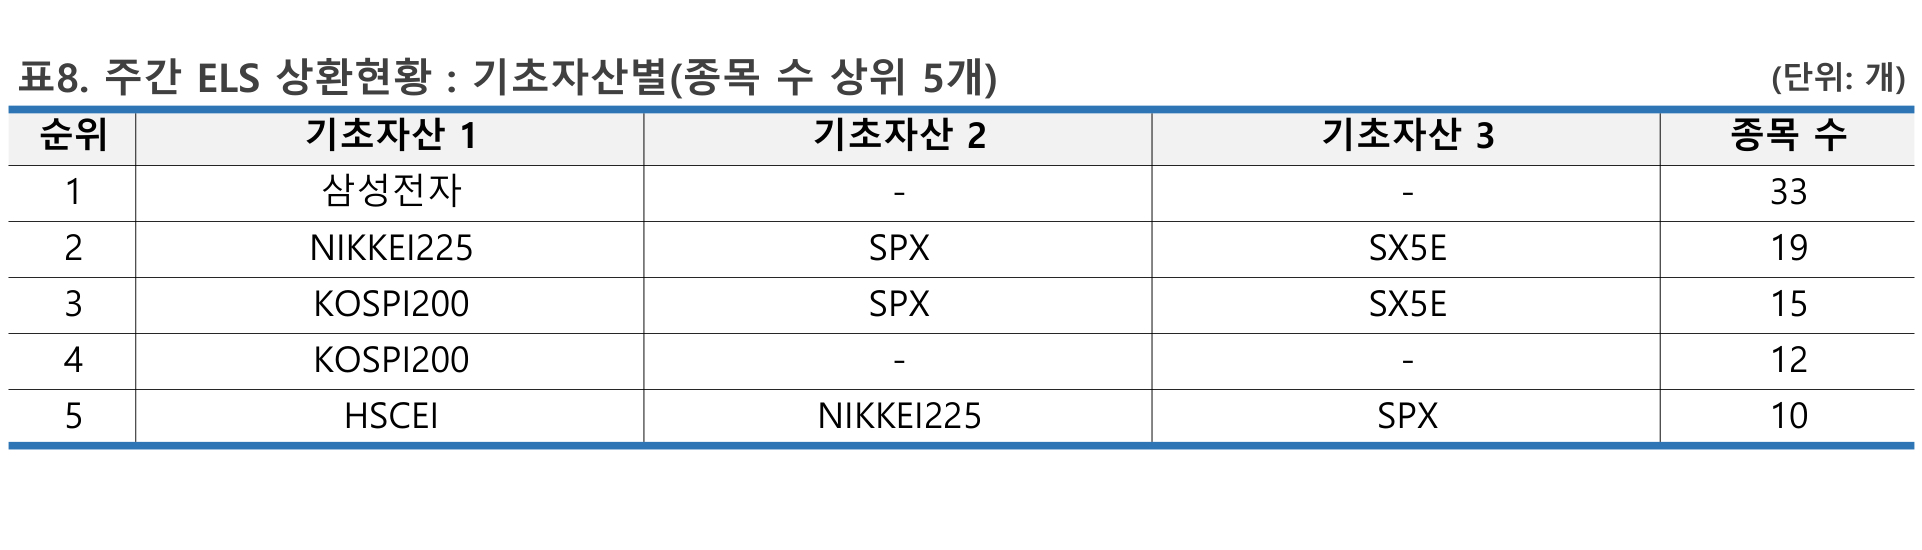 표8. 주간 ELS 상환현황 : 기초자산별(종목 수 상위 5개) (단위: 개)
순위 기초자산 1 기초자산 2 기초자산 3 종목 수
1 삼성전자 - - 33
2 NIKKEI225 SPX SX5E 19
3 KOSPI200 SPX SX5E 15
4 KOSPI200 - - 12
5 HSCEI NIKKEI225 SPX 10